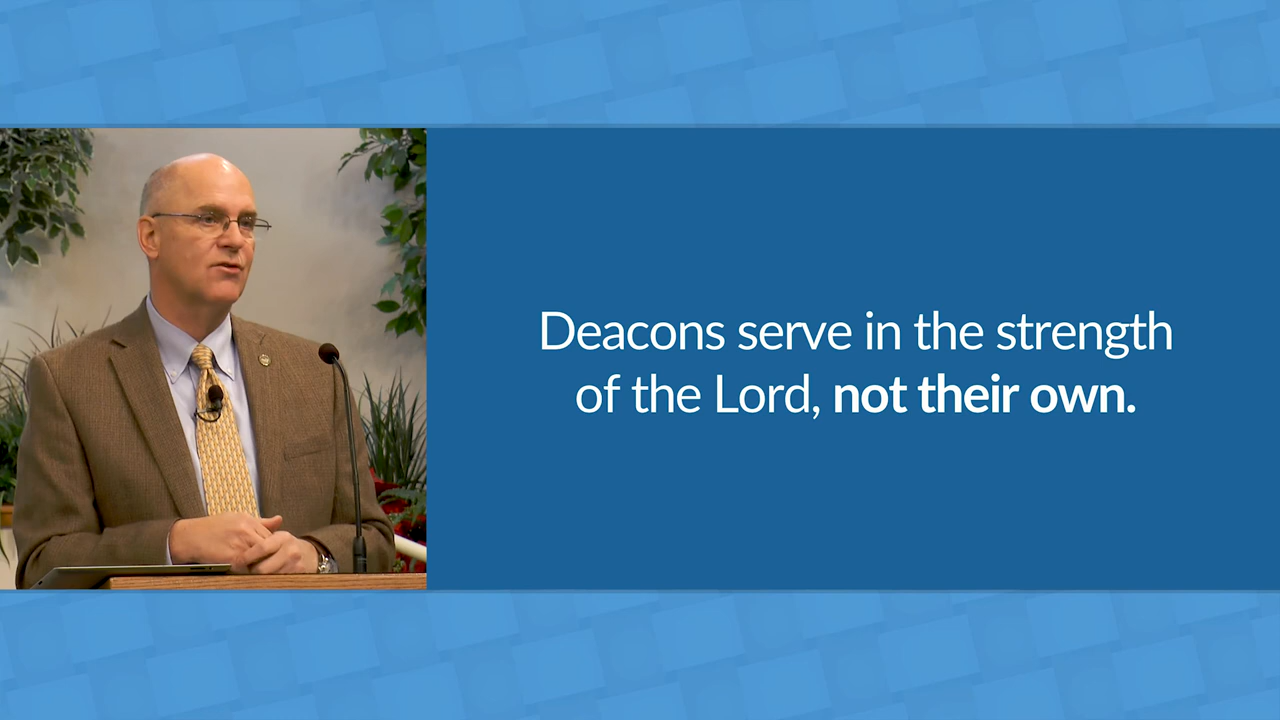 Deacons serve in the strength
of the Lord, not their own.